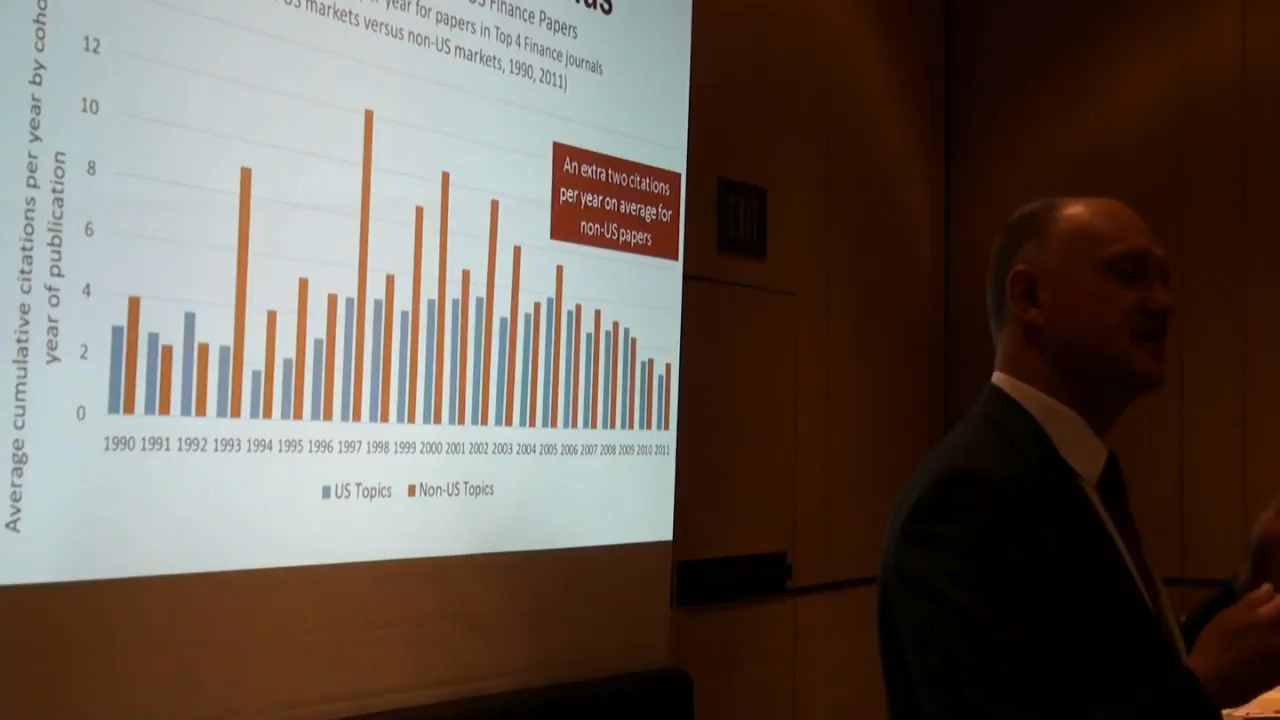 Finance Papers
year for papers in Top 4 Finance journals
markets versus non-US markets, 1990, 2011)
Average cumulative citations per year by
year of publication
12
10
8
6
4
2
0
An extra two citations
per year on average for
non-US papers
1990 1991 1992 1993 1994 1995 1996 1997 1998 1999 2000 2001 2002 2003 2004 2005 2006 2007 2008 2009 2010 2011
US Topics Non-US Topics
EXIT